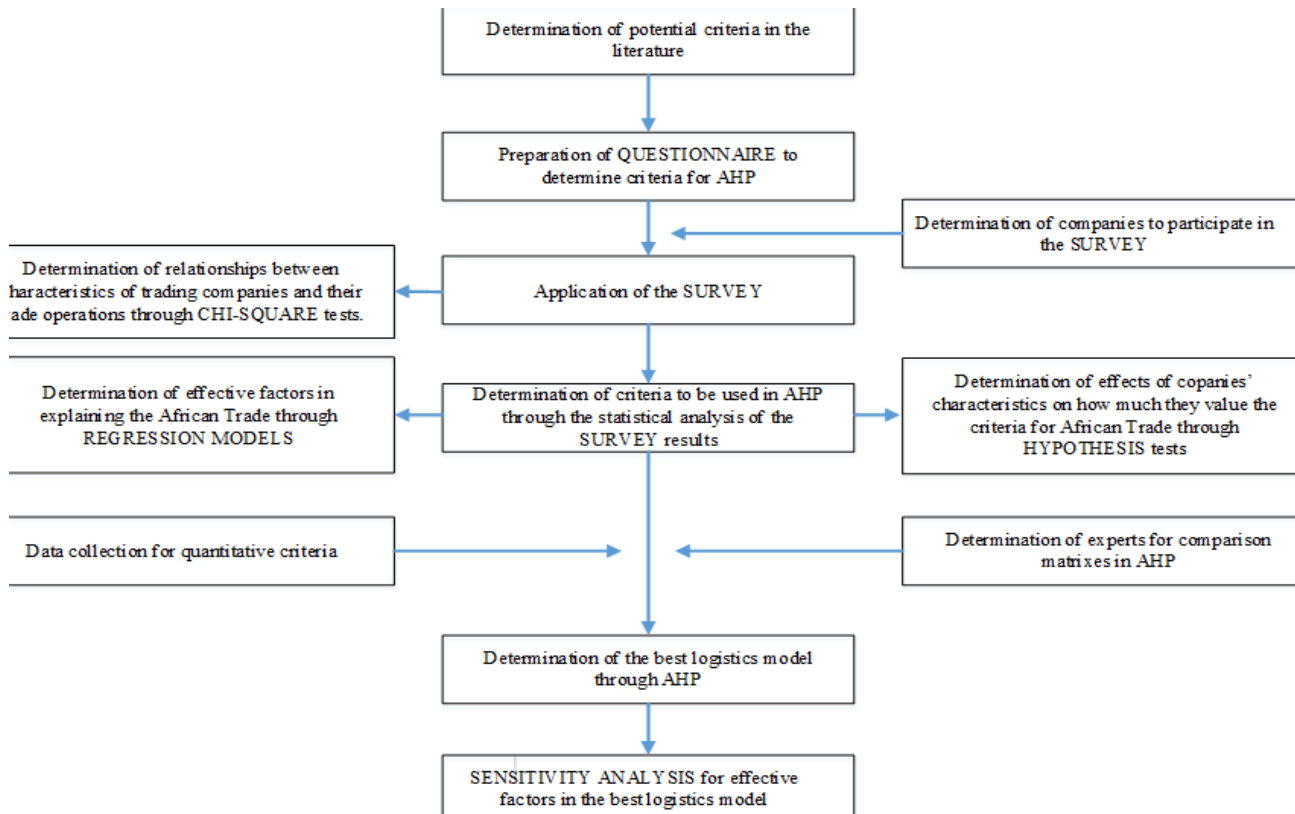 Determination of potential criteria in the
literature
Preparation of QUESTIONNAIRE to
determine criteria for AHP
Determination of companies to participate in
the SURVEY
Determination of relationships between
haracteristics of trading companies and their
ade operations through CHI-SQUARE tests.
Application of the SURVEY
Determination of effective factors in
explaining the African Trade through
REGRESSION MODELS
Determination of criteria to be used in AHP
through the statistical analysis of the
SURVEY results
Determination of effects of copanies’
characteristics on how much they value the
criteria for African Trade through
HYPOTHESIS tests
Data collection for quantitative criteria
Determination of experts for comparison
matrixes in AHP
Determination of the best logistics model
through AHP
SENSITIVITY ANALYSIS for effective
factors in the best logistics model